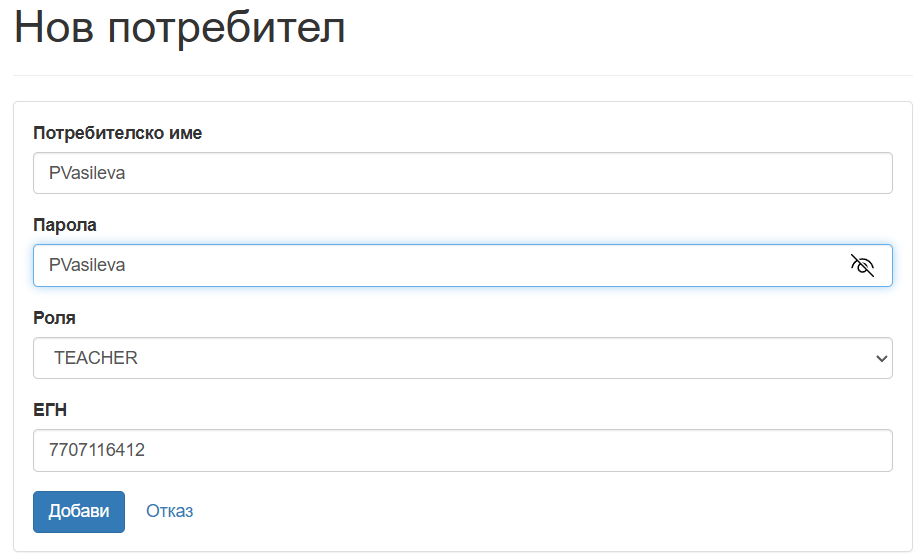 Нов потребител
Потребителско име
PVasileva
Парола
PVasileva
Роля
TEACHER
ЕГН
7707116412
Добави Отказ